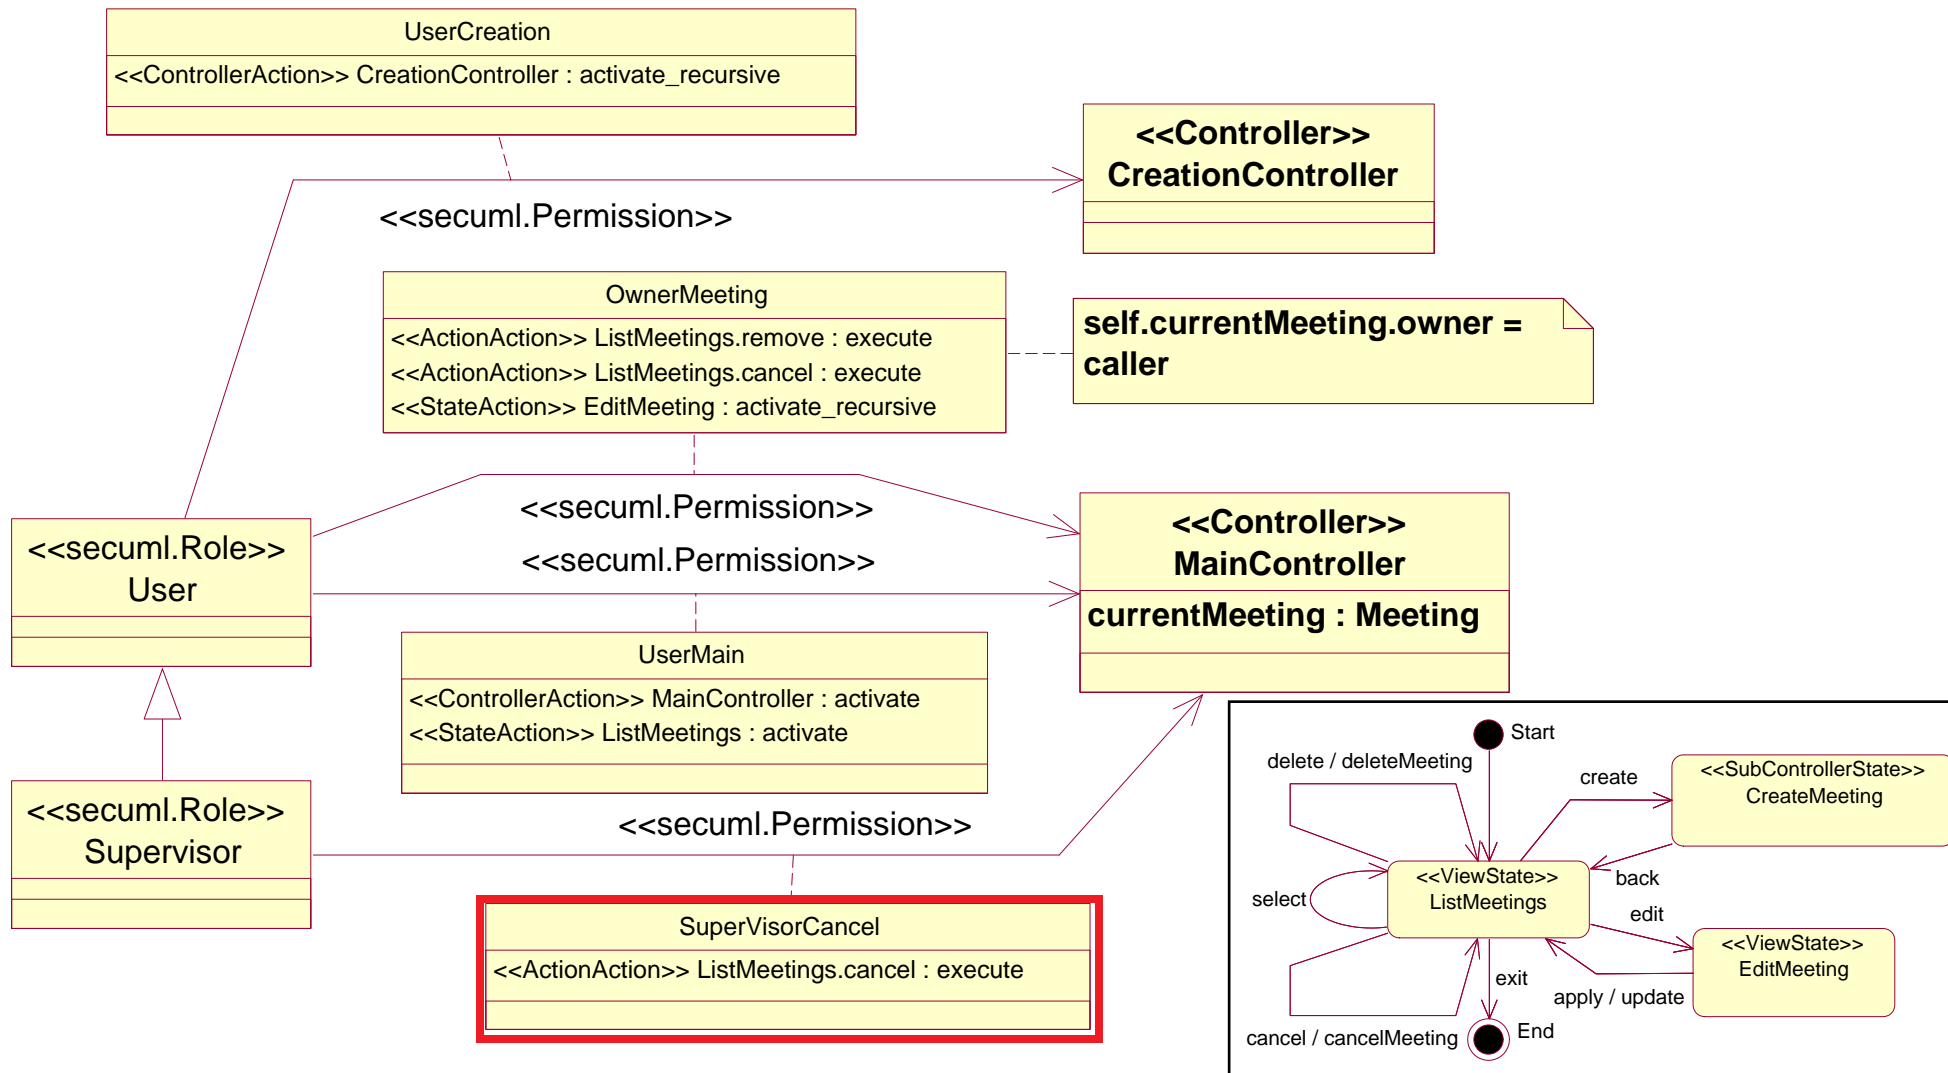 UserCreation
<<ControllerAction>> CreationController : activate_recursive
<<Controller>>
CreationController
<<secuml.Permission>>
OwnerMeeting
<<ActionAction>> ListMeetings.remove : execute
<<ActionAction>> ListMeetings.cancel : execute
<<StateAction>> EditMeeting : activate_recursive
self.currentMeeting.owner =
caller
<<secuml.Permission>>
<<secuml.Role>>
User
<<secuml.Permission>>
<<Controller>>
MainController
currentMeeting : Meeting
UserMain
<<ControllerAction>> MainController : activate
<<StateAction>> ListMeetings : activate
<<secuml.Role>>
Supervisor
<<secuml.Permission>>
SuperVisorCancel
<<ActionAction>> ListMeetings.cancel : execute
Start
delete / deleteMeeting
create
<<SubControllerState>>
CreateMeeting
<<ViewState>>
ListMeetings
back
select
edit
<<ViewState>>
EditMeeting
exit
apply / update
cancel / cancelMeeting
End